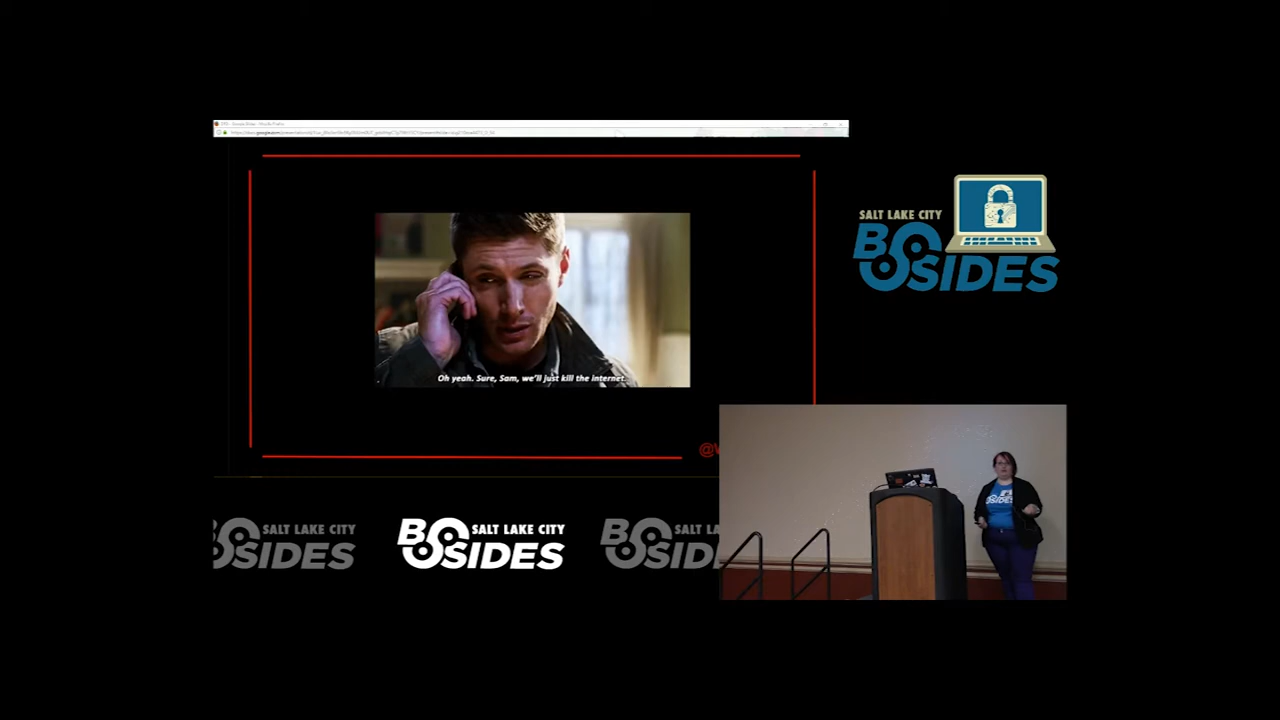 SALT LAKE CITY
BSIDES
Oh yeah. Sure, Sam, we'll just kill the internet.
SALT LAKE CITY
BSIDES
SALT LAKE CITY
BSIDES
SALT L
BSID
BSIDES